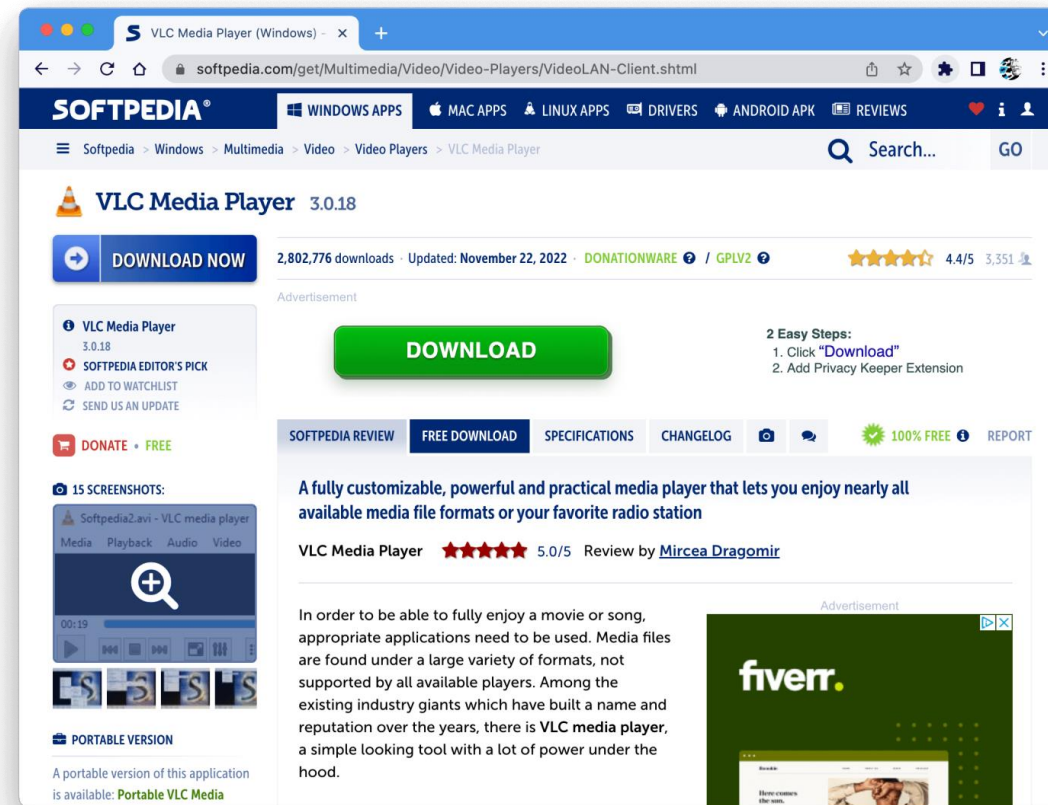 VLC Media Player (Windows) -
softpedia.com/get/Multimedia/Video/Video-Players/VideoLAN-Client.shtml
SOFTPEDIA®
WINDOWS APPS MAC APPS LINUX APPS DRIVERS ANDROID APK REVIEWS
Softpedia > Windows > Multimedia > Video > Video Players > VLC Media Player
Search... GO
VLC Media Player 3.0.18
DOWNLOAD NOW
2,802,776 downloads · Updated: November 22, 2022 · DONATIONWARE / GPLV2
4.4/5 3,351
Advertisement
DOWNLOAD
2 Easy Steps:
1. Click "Download"
2. Add Privacy Keeper Extension
VLC Media Player
3.0.18
SOFTPEDIA EDITOR'S PICK
ADD TO WATCHLIST
SEND US AN UPDATE
DONATE • FREE
15 SCREENSHOTS:
Softpedia2.avi - VLC media player
Media Playback Audio Video
00:19
PORTABLE VERSION
A portable version of this application
is available: Portable VLC Media
SOFTPEDIA REVIEW FREE DOWNLOAD SPECIFICATIONS CHANGELOG
100% FREE REPORT
A fully customizable, powerful and practical media player that lets you enjoy nearly all
available media file formats or your favorite radio station
VLC Media Player 5.0/5 Review by Mircea Dragomir
In order to be able to fully enjoy a movie or song,
appropriate applications need to be used. Media files
are found under a large variety of formats, not
supported by all available players. Among the
existing industry giants which have built a name and
reputation over the years, there is VLC media player,
a simple looking tool with a lot of power under the
hood.
Advertisement
fiverr.
Here comes
the sun.